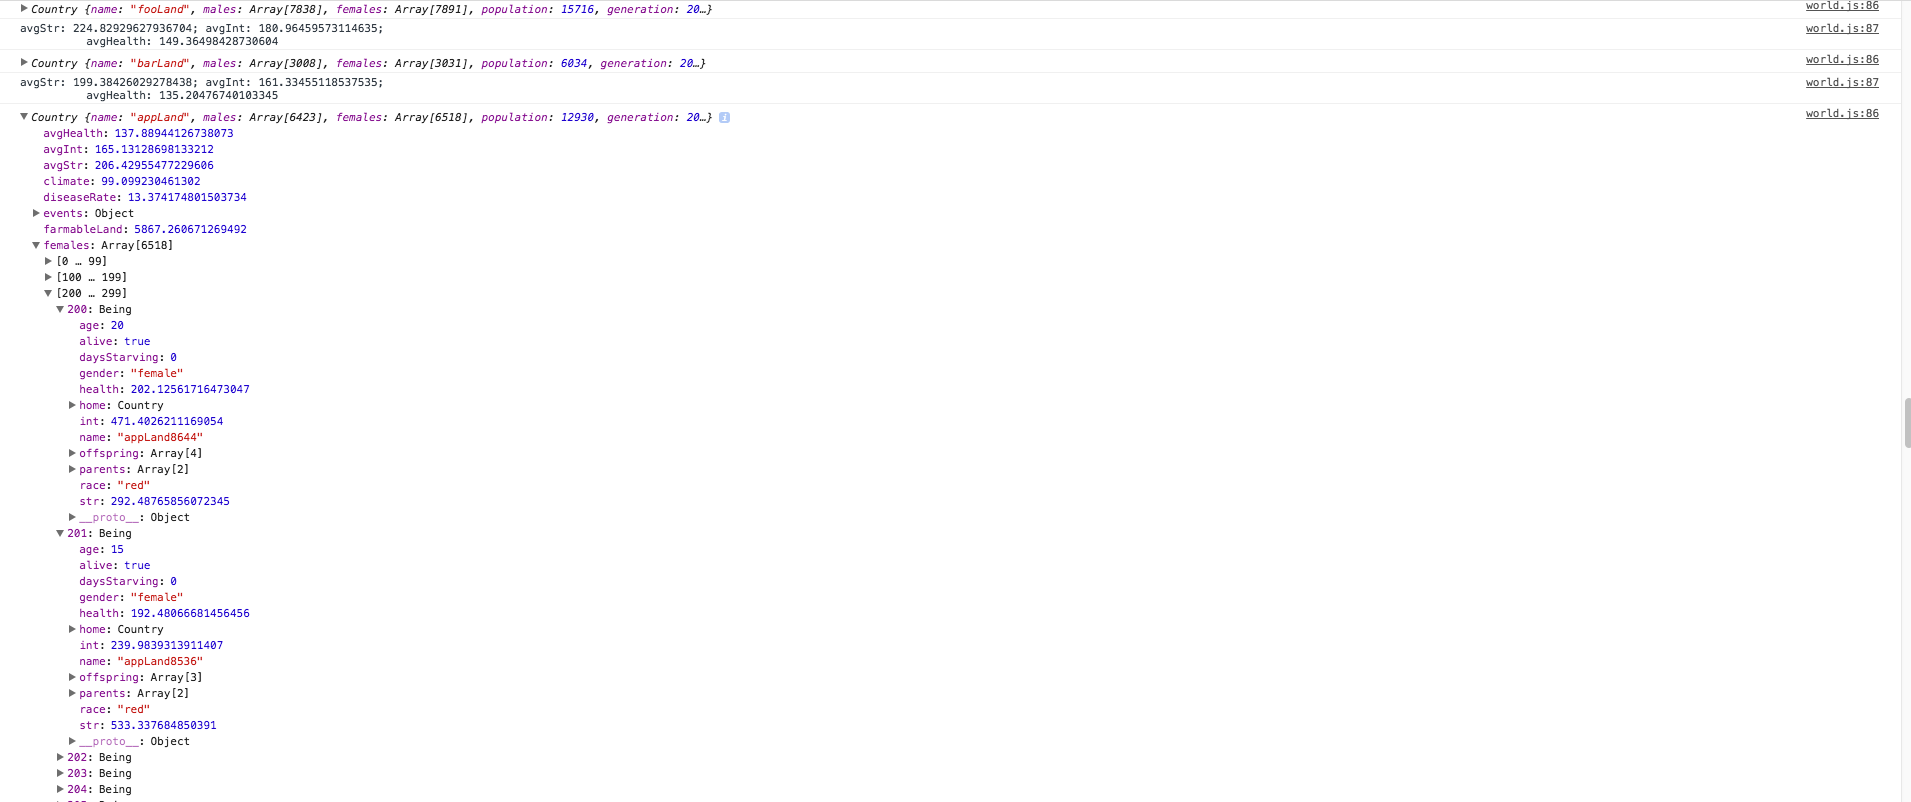 Country {name: "fooLand", males: Array[7838], females: Array[7891], population: 15716, generation: 20…} world.js:86
avgStr: 224.82929627936704; avgInt: 180.96459573114635; world.js:87
avgHealth: 149.36498428730604
Country {name: "barLand", males: Array[3008], females: Array[3031], population: 6034, generation: 20…} world.js:86
avgStr: 199.38426029278438; avgInt: 161.33455118537535; world.js:87
avgHealth: 135.20476740103345
Country {name: "appLand", males: Array[6423], females: Array[6518], population: 12930, generation: 20…} i world.js:86
avgHealth: 137.88944126738073
avgInt: 165.13128698133212
avgStr: 206.42955477229606
climate: 99.099230461302
diseaseRate: 13.374174801503734
events: Object
farmableLand: 5867.260671269492
females: Array[6518]
[0 … 99]
[100 … 199]
[200 … 299]
200: Being
age: 20
alive: true
daysStarving: 0
gender: "female"
health: 202.12561716473047
home: Country
int: 471.4026211169054
name: "appLand8644"
offspring: Array[4]
parents: Array[2]
race: "red"
str: 292.48765856072345
__proto__: Object
201: Being
age: 15
alive: true
daysStarving: 0
gender: "female"
health: 192.48066681456456
home: Country
int: 239.9839313911407
name: "appLand8536"
offspring: Array[3]
parents: Array[2]
race: "red"
str: 533.337684850391
__proto__: Object
202: Being
203: Being
204: Being